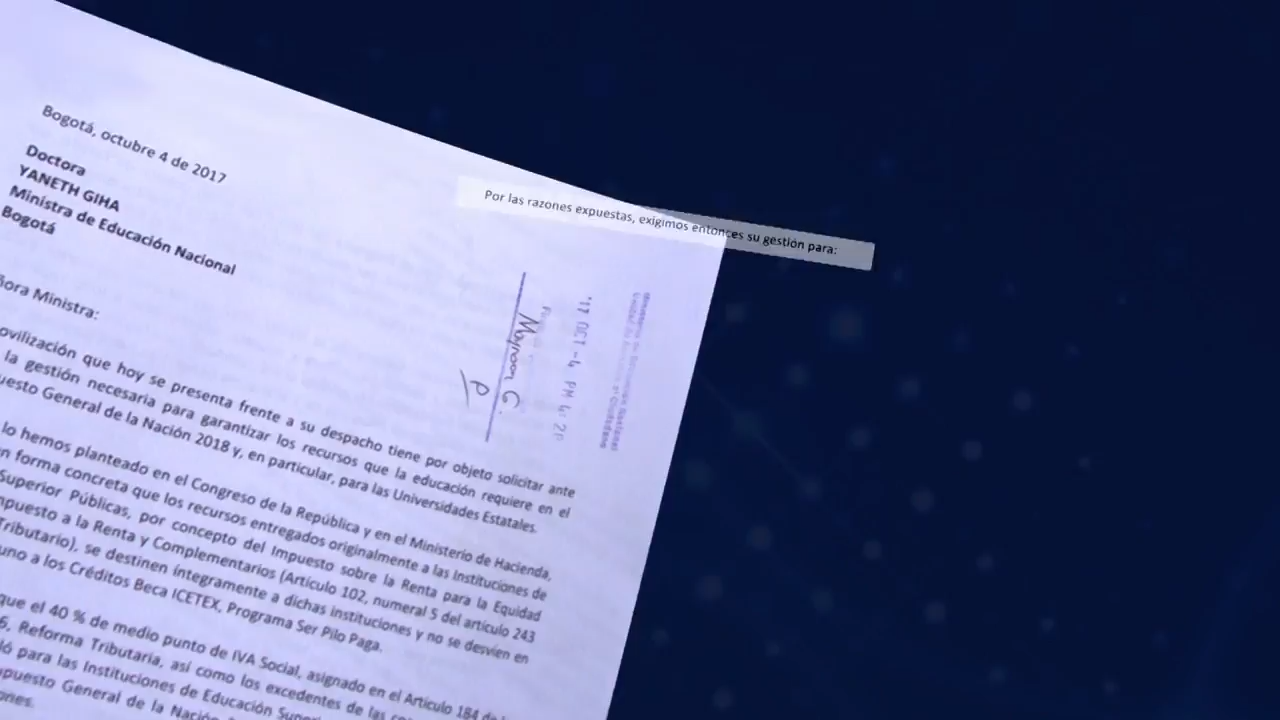 Bogotá, octubre 4 de 2017
Doctora
YANETH GIHA
Ministra de Educación Nacional
Bogotá
Por las razones expuestas, exigimos entonces su gestión para:
ñora Ministra:
'17 OCT-4 PM 4:2
ovilización que hoy se presenta frente a su despacho tiene por objeto solicitar ante
la gestión necesaria para garantizar los recursos que la educación requiere en el
uesto General de la Nación 2018 y, en particular, para las Universidades Estatales.
lo hemos planteado en el Congreso de la República y en el Ministerio de Hacienda,
n forma concreta que los recursos entregados originalmente a las Instituciones de
Superior Públicas, por concepto del Impuesto sobre la Renta para la Equidad
mpuesto a la Renta y Complementarios (Artículo 102, numeral 5 del artículo 243
Tributario), se destinen íntegramente a dichas instituciones y no se desvíen en
uno a los Créditos Beca ICETEX, Programa Ser Pilo Paga.
que el 40 % de medio punto de IVA Social, asignado en el Artículo 184 de
6, Reforma Tributaria, así como los excedentes de las
ó para las Instituciones de Educación
upuesto General de la Nación
ones.